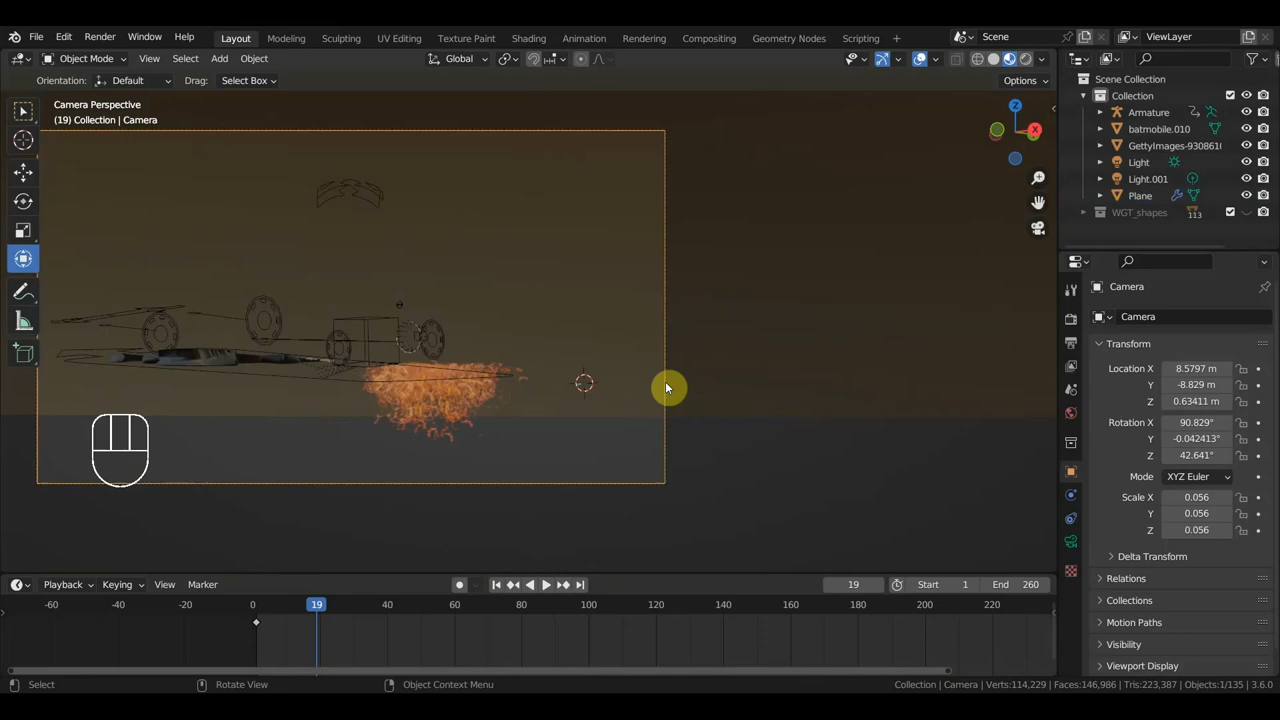 File Edit Render Window Help Layout Modeling Sculpting UV Editing Texture Paint Shading Animation Rendering Compositing Geometry Nodes Scripting + Scene ViewLayer
Object Mode View Select Add Object Global Scene Collection
Orientation: Default Drag: Select Box Options Collection
Camera Perspective
(19) Collection | Camera
Armature
batmobile.010
GettyImages-9308610
Light
Light.001
Plane
WGT_shapes 113
Z
X
Camera
Camera
Transform
Location X 8.5797 m
Y -8.829 m
Z 0.63411 m
Rotation X 90.829°
Y -0.042413°
Z 42.641°
Mode XYZ Euler
Scale X 0.056
Y 0.056
Z 0.056
Delta Transform
Relations
Collections
Motion Paths
Visibility
Viewport Display
Playback Keying View Marker 19 Start 1 End 260
-60 -40 -20 0 19 40 60 80 100 120 140 160 180 200 220
Select Rotate View Object Context Menu Collection | Camera | Verts:114,229 | Faces:146,986 | Tris:223,387 | Objects:1/135 | 3.6.0